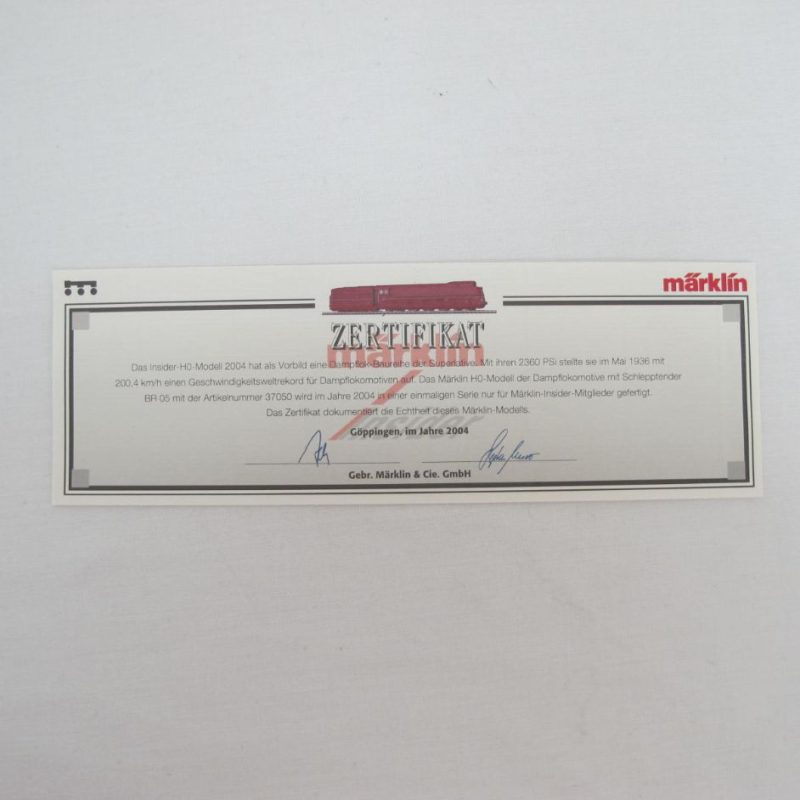 märklin
ZERTIFIKAT
märklin
Das Insider-H0-Modell 2004 hat als Vorbild eine Dampflok-Baureihe der Superlative. Mit ihren 2360 PSi stellte sie im Mai 1936 mit
200,4 km/h einen Geschwindigkeitsweltrekord für Dampflokomotiven auf. Das Märklin H0-Modell der Dampflokomotive mit Schlepptender
BR 05 mit der Artikelnummer 37050 wird im Jahre 2004 in einer einmaligen Serie nur für Märklin-Insider-Mitglieder gefertigt.
Das Zertifikat dokumentiert die Echtheit dieses Märklin-Modells.
Insider
Göppingen, im Jahre 2004
Gebr. Märklin & Cie. GmbH